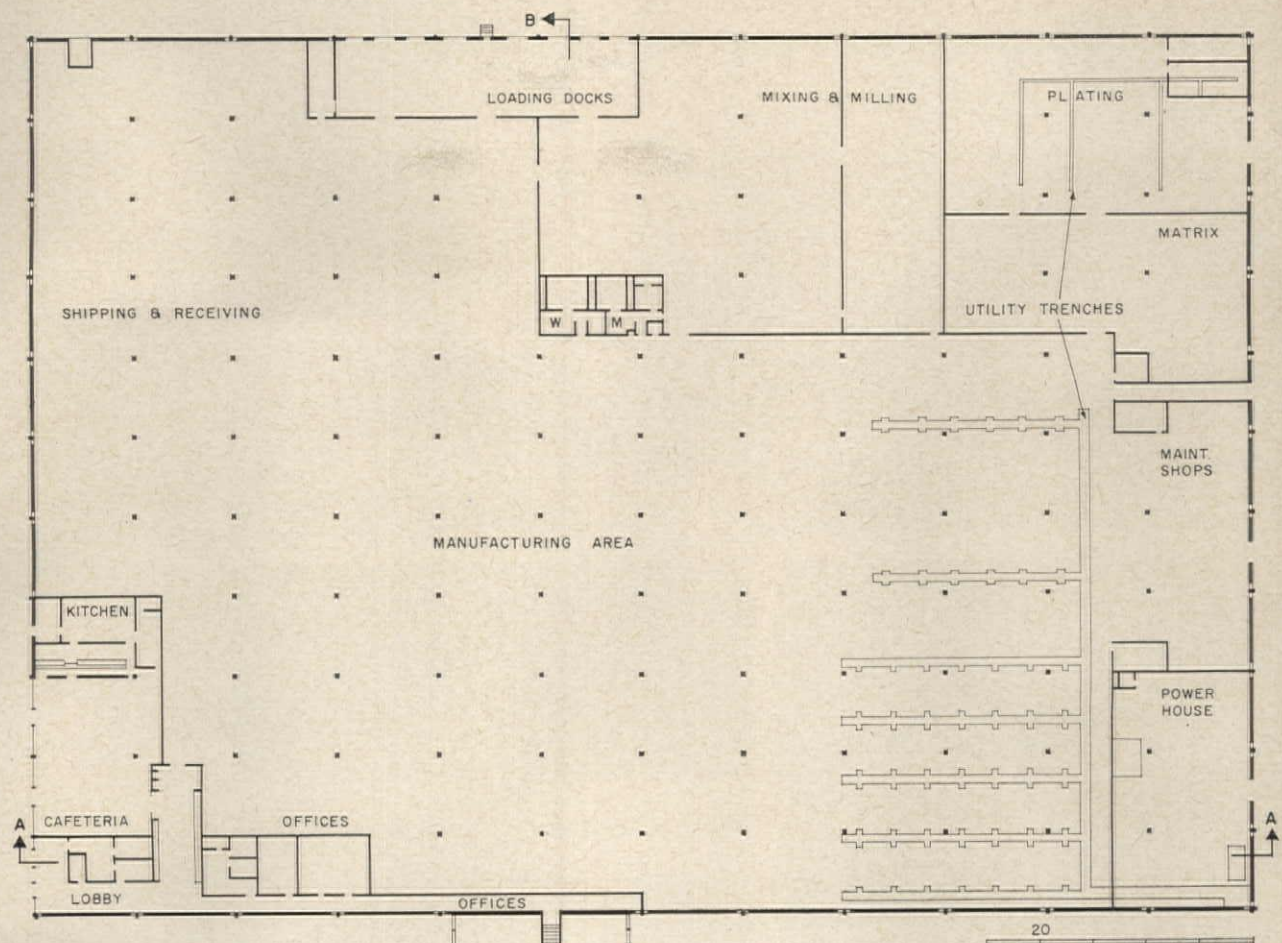 B
LOADING DOCKS
MIXING & MILLING
PLATING
MATRIX
SHIPPING & RECEIVING
W
M
UTILITY TRENCHES
MAINT.
SHOPS
MANUFACTURING AREA
KITCHEN
POWER
HOUSE
A
CAFETERIA
OFFICES
A
LOBBY
OFFICES
20